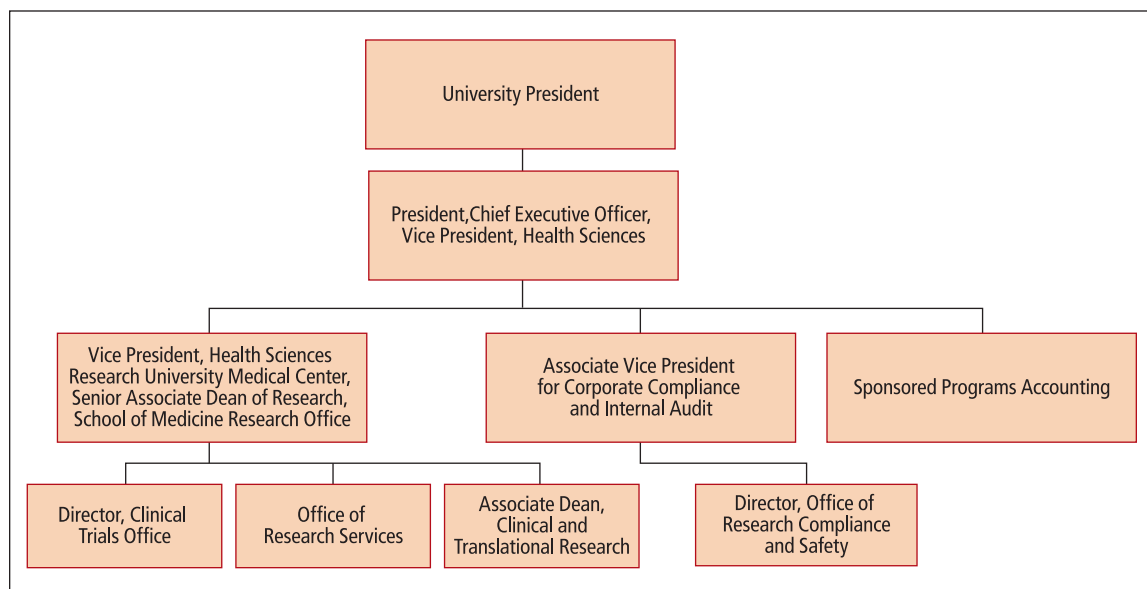 University President
President,Chief Executive Officer,
Vice President, Health Sciences
Vice President, Health Sciences
Research University Medical Center,
Senior Associate Dean of Research,
School of Medicine Research Office
Associate Vice President
for Corporate Compliance
and Internal Audit
Sponsored Programs Accounting
Director, Clinical
Trials Office
Office of
Research Services
Associate Dean,
Clinical and
Translational Research
Director, Office of
Research Compliance
and Safety